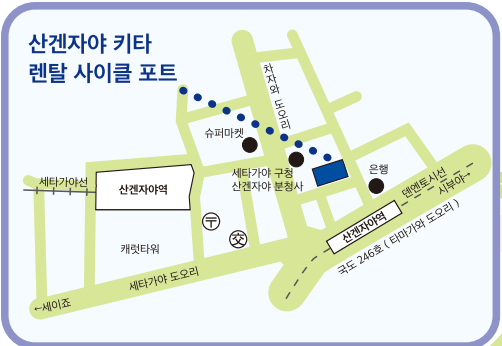 산겐자야 키타
렌탈 사이클 포트
차자와 도오리
슈퍼마켓
세타가야 구청
산겐자야 분청사
은행
세타가야선
산겐자야역
덴엔토시선
시부야→
산겐자야역
국도 246호 ( 타마가와 도오리 )
〒
交
캐럿타워
세타가야 도오리
←세이죠